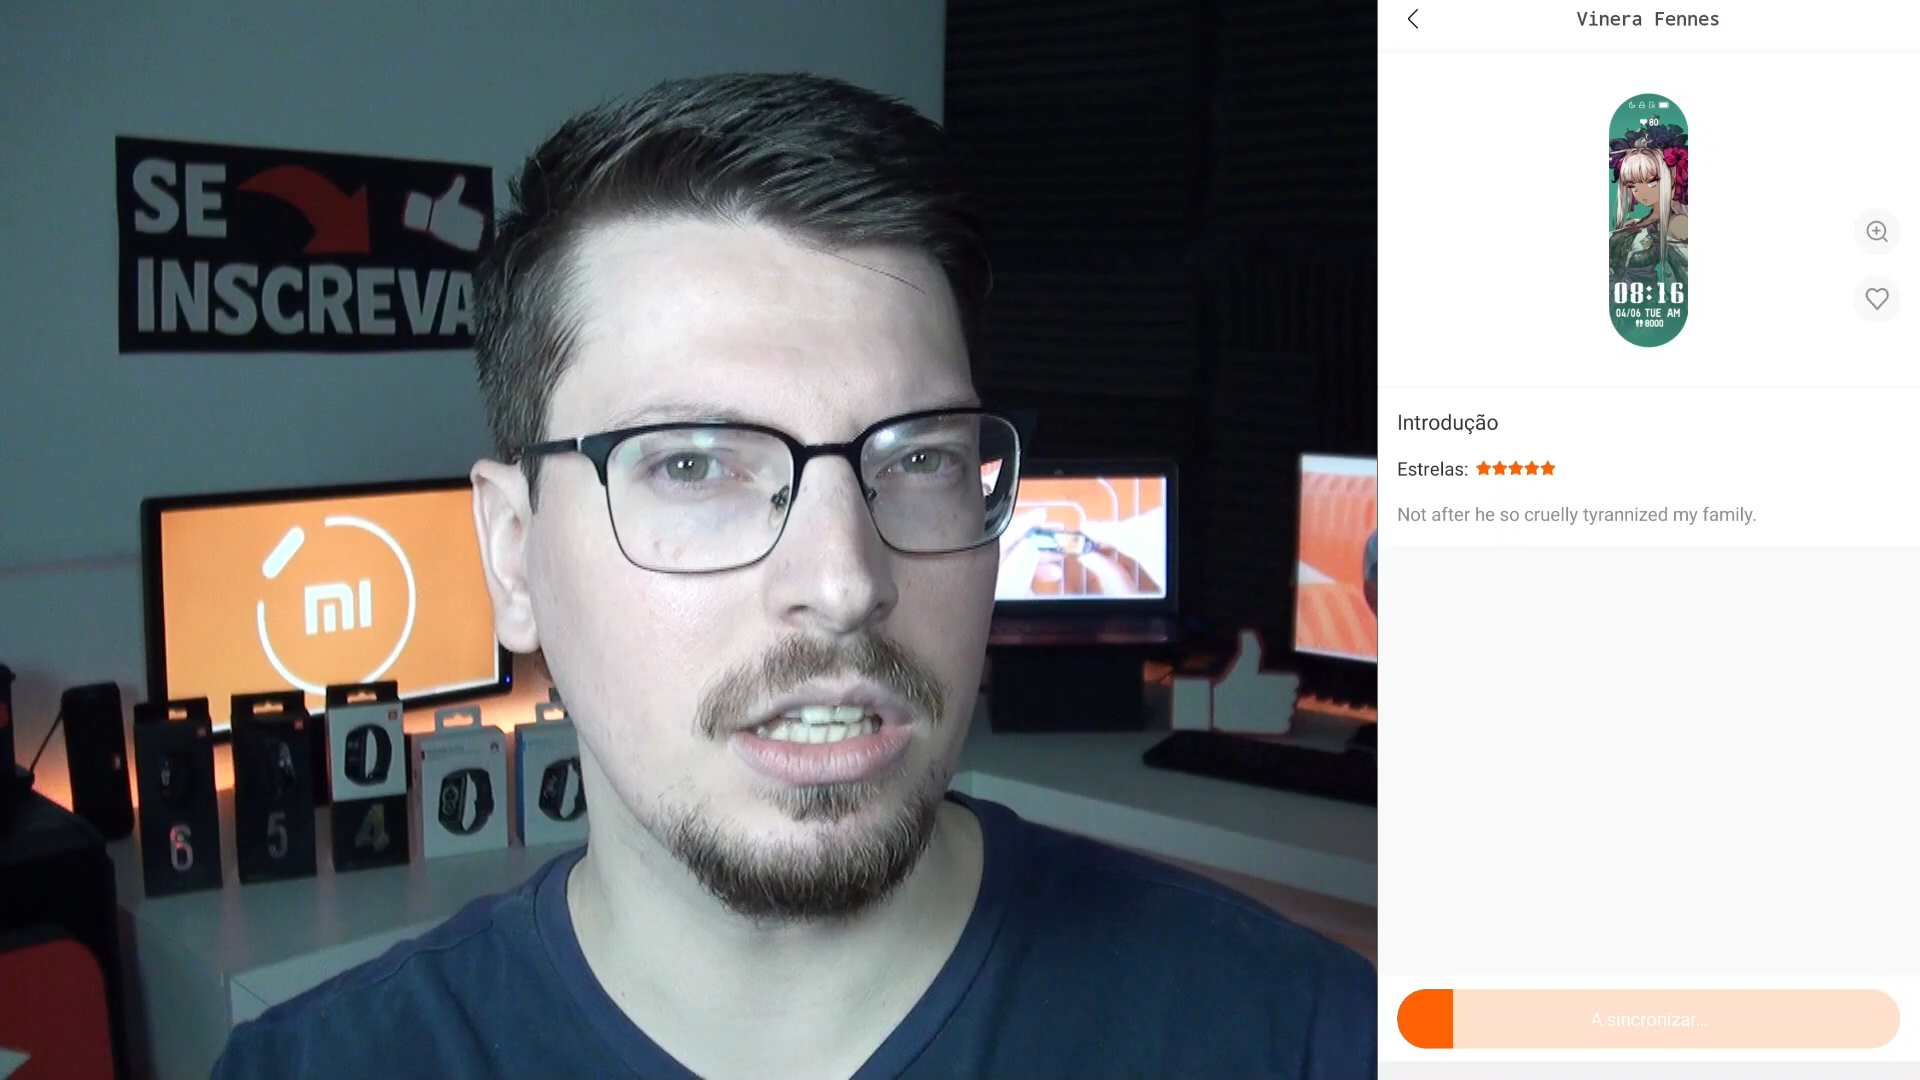 SE
INSCREVA
mi
6
5
4
Vinera Fennes
80
08:16
04/06 TUE AM
8000
Introdução
Estrelas:
Not after he so cruelly tyrannized my family.
A sincronizar...